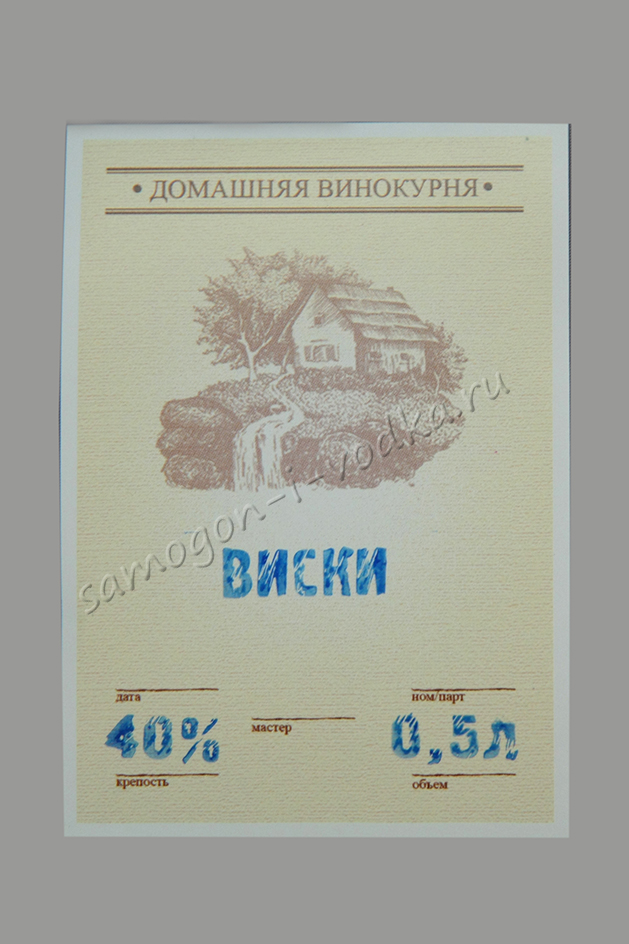 • ДОМАШНЯЯ ВИНОКУРНЯ •
samogon-i-vodka.ru
ВИСКИ
дата
ном/парт
40%
мастер
0,5л
крепость
объем